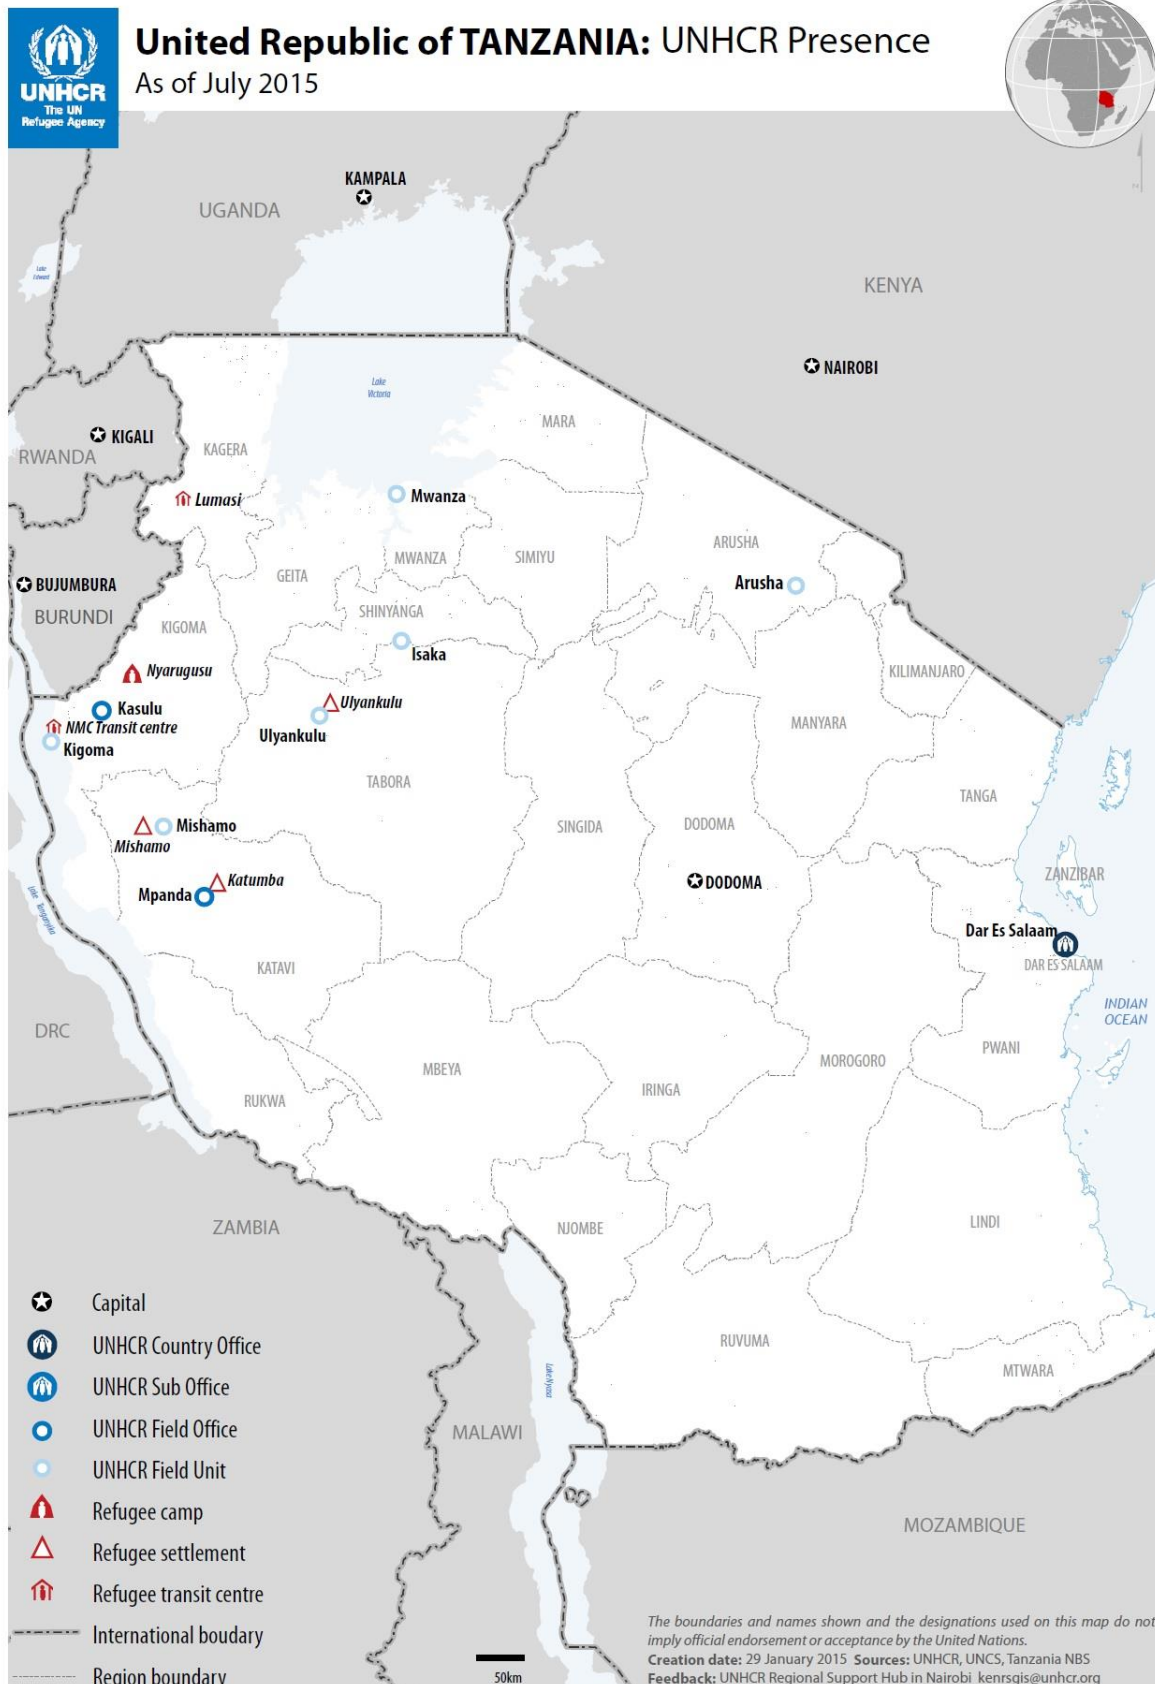 UNHCR
The UN
Refugee Agency
United Republic of TANZANIA: UNHCR Presence
As of July 2015
KAMPALA
UGANDA
Lake
Edward
KENYA
NAIROBI
Lake
Victoria
MARA
KIGALI
RWANDA
KAGERA
Lumasi
Mwanza
ARUSHA
MWANZA
SIMIYU
GEITA
Arusha
BUJUMBURA
BURUNDI
SHINYANGA
KIGOMA
Isaka
Nyarugusu
KILIMANJARO
Kasulu
Ulyankulu
NMC Transit centre
MANYARA
Ulyankulu
Kigoma
TABORA
TANGA
Mishamo
SINGIDA
DODOMA
Mishamo
ZANZIBAR
Katumba
DODOMA
Mpanda
Lake Tanganyika
Dar Es Salaam
DAR ES SALAAM
KATAVI
INDIAN
OCEAN
DRC
PWANI
MOROGORO
MBEYA
IRINGA
RUKWA
LINDI
ZAMBIA
NJOMBE
RUVUMA
MTWARA
Lake Nyasa
MALAWI
MOZAMBIQUE
Capital
UNHCR Country Office
UNHCR Sub Office
UNHCR Field Office
UNHCR Field Unit
Refugee camp
Refugee settlement
Refugee transit centre
International boudary
Region boundary
50km
The boundaries and names shown and the designations used on this map do not
imply official endorsement or acceptance by the United Nations.
Creation date: 29 January 2015 Sources: UNHCR, UNCS, Tanzania NBS
Feedback: UNHCR Regional Support Hub in Nairobi kenrsgis@unhcr.org